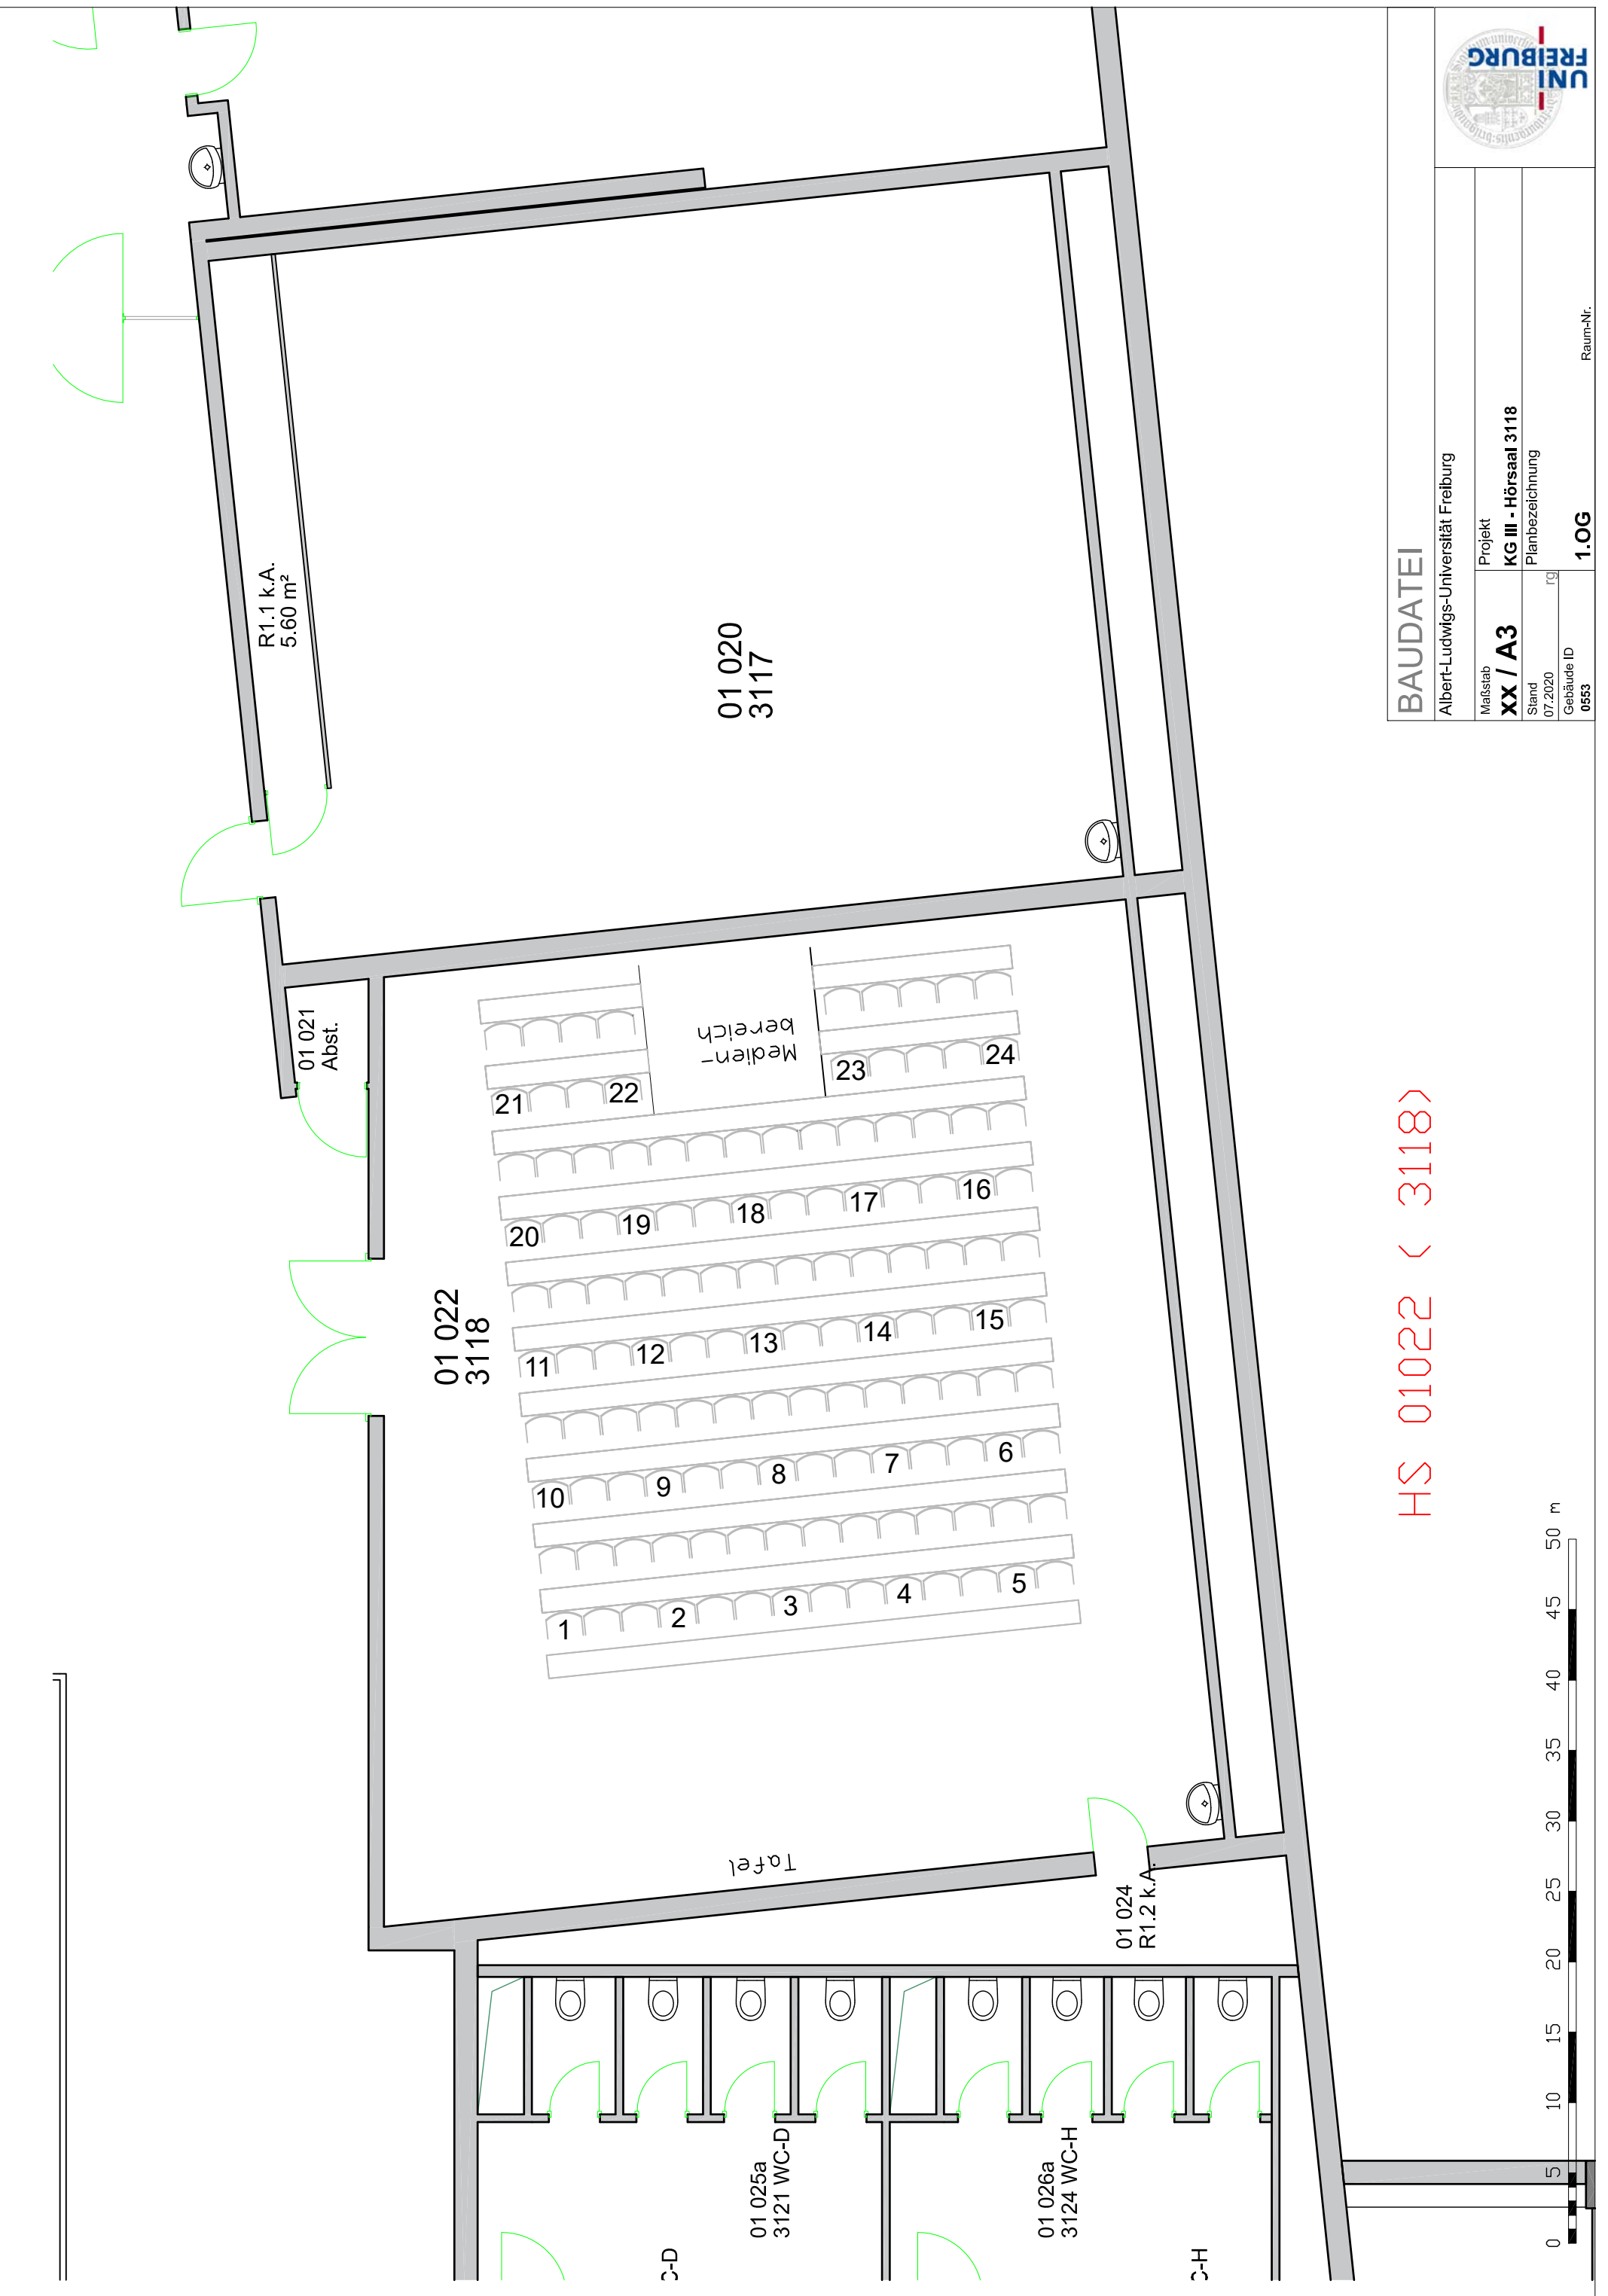 R1.1 k.A.
5.60 m²
01 020
3117
01 021
Abst.
01 022
3118
Medien-
bereich
21
22
23
24
20
19
18
17
16
11
12
13
14
15
10
9
8
7
6
1
2
3
4
5
Tafel
01 024
R1.2 k.A.
01 025a
3121 WC-D
01 026a
3124 WC-H
C-D
C-H
HS 01022 ( 3118)
0 5 10 15 20 25 30 35 40 45 50 m
BAUDATEI
Albert-Ludwigs-Universität Freiburg
Maßstab
XX / A3
Projekt
KG III - Hörsaal 3118
Stand
07.2020
rg
Planbezeichnung
Gebäude ID
0553
1.OG
Raum-Nr.
UNI
FREIBURG